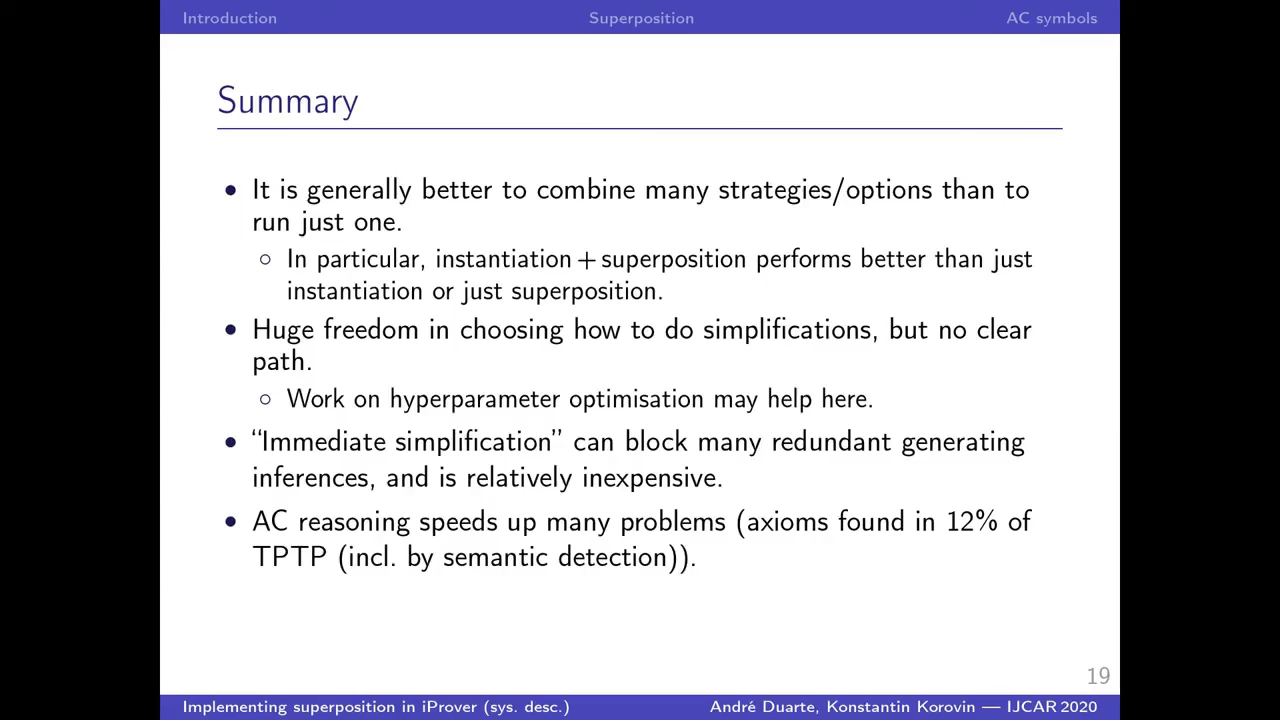 Introduction Superposition AC symbols
Summary
• It is generally better to combine many strategies/options than to
run just one.
◦ In particular, instantiation + superposition performs better than just
instantiation or just superposition.
• Huge freedom in choosing how to do simplifications, but no clear
path.
◦ Work on hyperparameter optimisation may help here.
• “Immediate simplification” can block many redundant generating
inferences, and is relatively inexpensive.
• AC reasoning speeds up many problems (axioms found in 12% of
TPTP (incl. by semantic detection)).
19
Implementing superposition in iProver (sys. desc.) André Duarte, Konstantin Korovin — IJCAR 2020